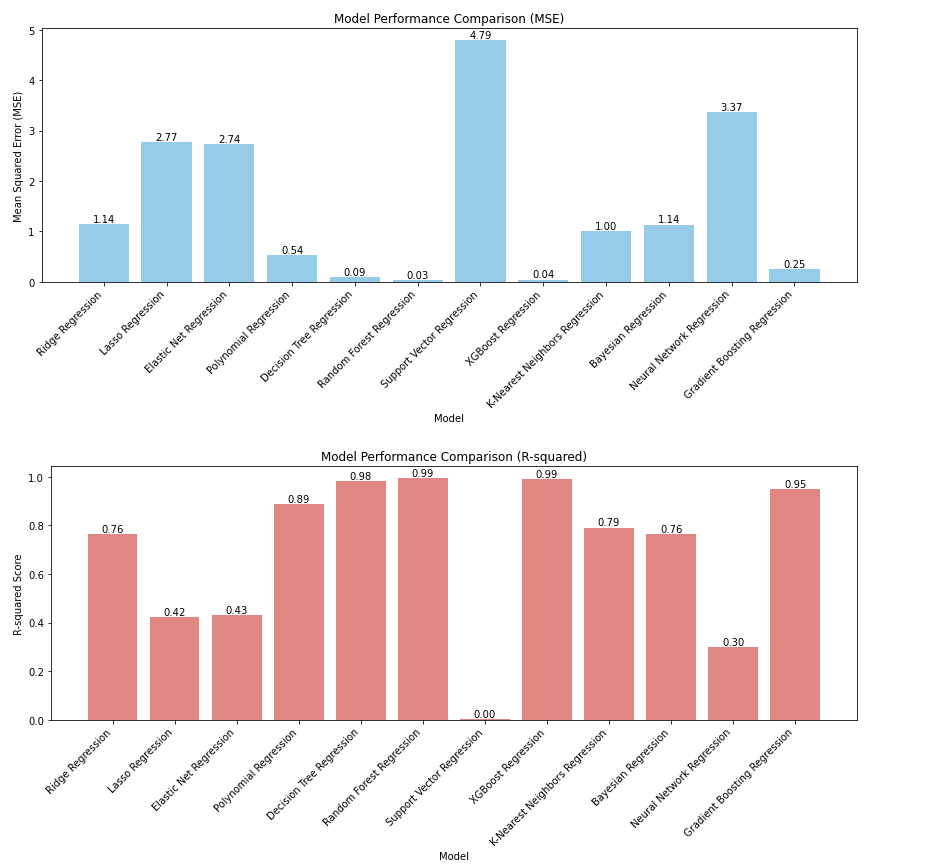 Model Performance Comparison (MSE)
Mean Squared Error (MSE)
5
4
3
2
1
0
1.14
2.77
2.74
0.54
0.09
0.03
4.79
0.04
1.00
1.14
3.37
0.25
Ridge Regression
Lasso Regression
Elastic Net Regression
Polynomial Regression
Decision Tree Regression
Random Forest Regression
Support Vector Regression
XGBoost Regression
K-Nearest Neighbors Regression
Bayesian Regression
Neural Network Regression
Gradient Boosting Regression
Model
Model Performance Comparison (R-squared)
R-squared Score
1.0
0.8
0.6
0.4
0.2
0.0
0.76
0.42
0.43
0.89
0.98
0.99
0.00
0.99
0.79
0.76
0.30
0.95
Ridge Regression
Lasso Regression
Elastic Net Regression
Polynomial Regression
Decision Tree Regression
Random Forest Regression
Support Vector Regression
XGBoost Regression
K-Nearest Neighbors Regression
Bayesian Regression
Neural Network Regression
Gradient Boosting Regression
Model